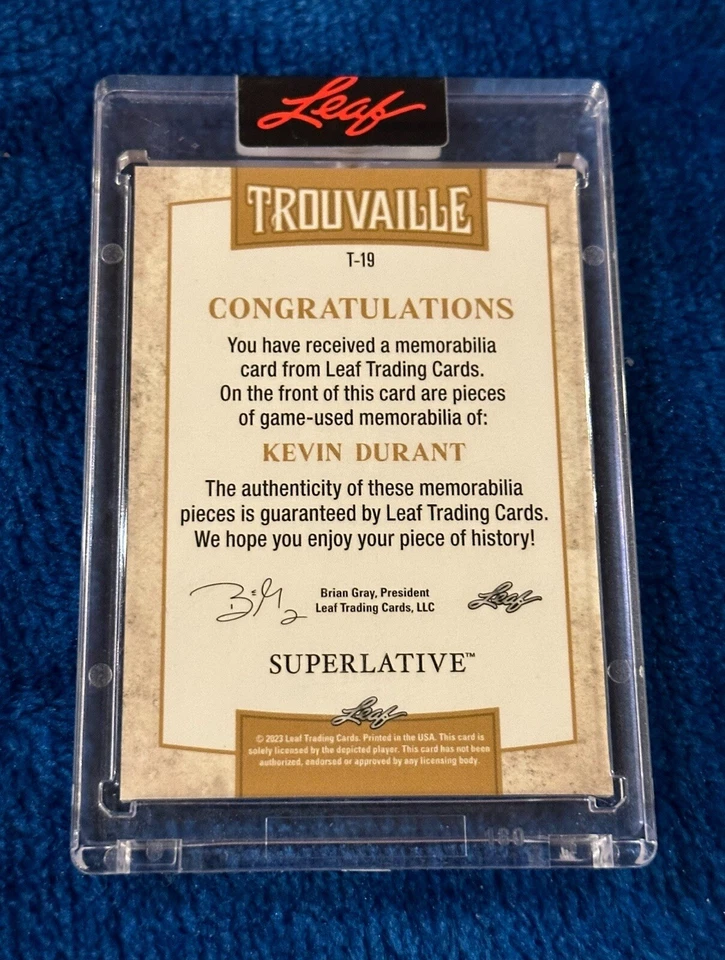 Leaf
TROUVAILLE
T-19
CONGRATULATIONS
You have received a memorabilia
card from Leaf Trading Cards.
On the front of this card are pieces
of game-used memorabilia of:
KEVIN DURANT
The authenticity of these memorabilia
pieces is guaranteed by Leaf Trading Cards.
We hope you enjoy your piece of history!
Brian Gray, President
Leaf Trading Cards, LLC
Leaf
SUPERLATIVE™
Leaf
© 2023 Leaf Trading Cards. Printed in the USA. This card is
solely licensed by the depicted player. This card has not been
authorized, endorsed or approved by any licensing body.